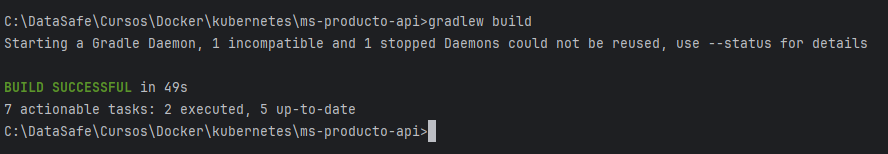 C:\DataSafe\Cursos\Docker\kubernetes\ms-producto-api>gradlew build
Starting a Gradle Daemon, 1 incompatible and 1 stopped Daemons could not be reused, use --status for details
BUILD SUCCESSFUL in 49s
7 actionable tasks: 2 executed, 5 up-to-date
C:\DataSafe\Cursos\Docker\kubernetes\ms-producto-api>